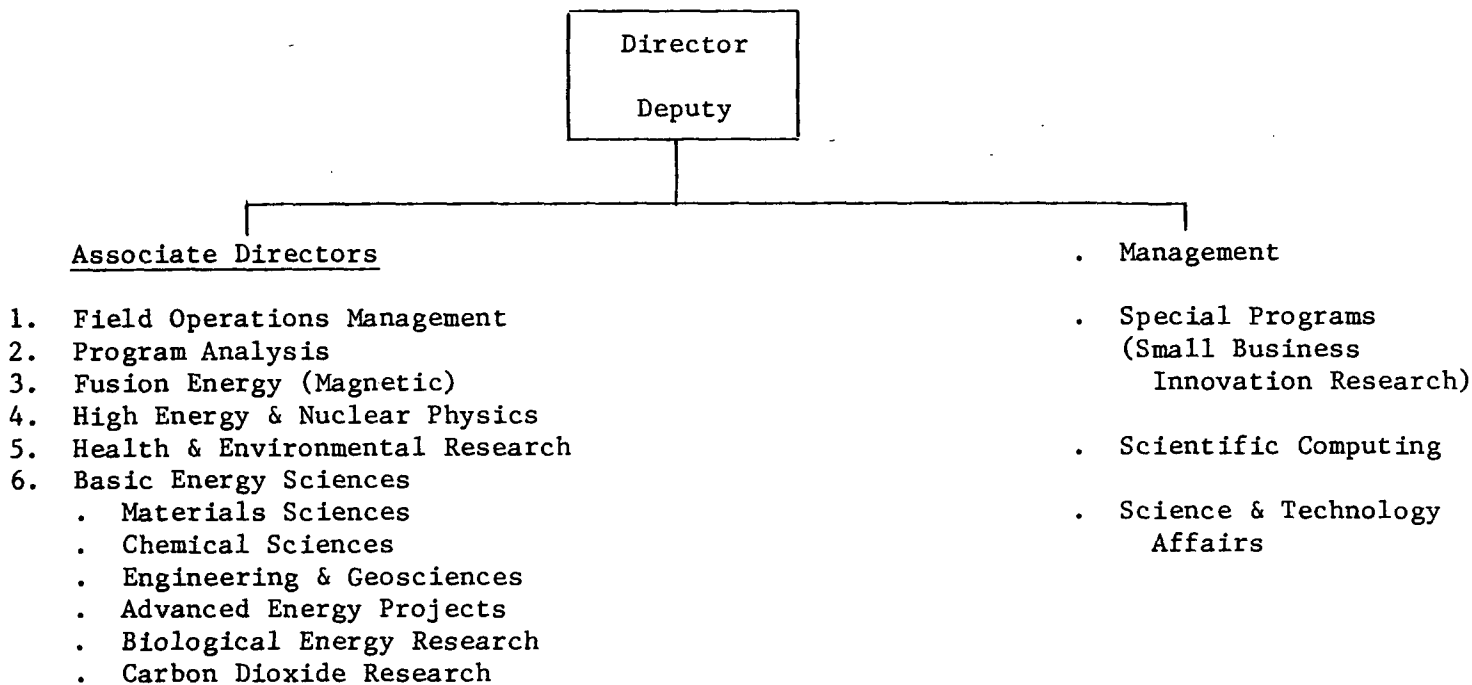 Director
Deputy
Associate Directors
1. Field Operations Management
2. Program Analysis
3. Fusion Energy (Magnetic)
4. High Energy & Nuclear Physics
5. Health & Environmental Research
6. Basic Energy Sciences
. Materials Sciences
. Chemical Sciences
. Engineering & Geosciences
. Advanced Energy Projects
. Biological Energy Research
. Carbon Dioxide Research
. Management
. Special Programs
(Small Business
Innovation Research)
. Scientific Computing
. Science & Technology
Affairs